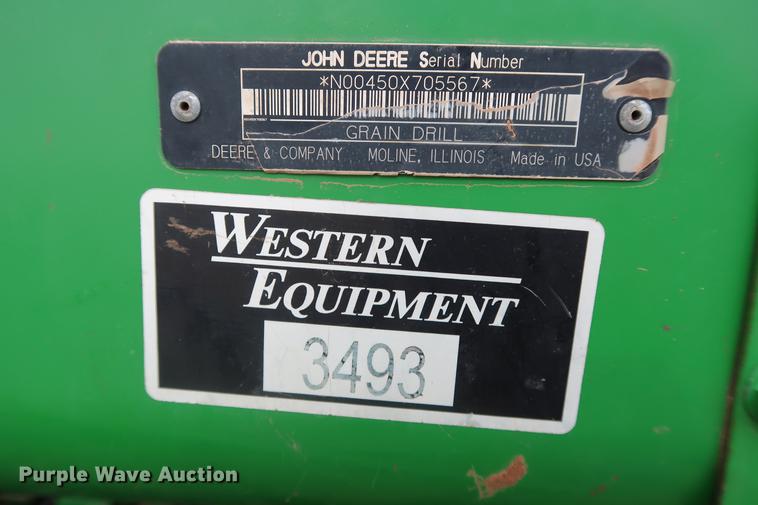 JOHN DEERE Serial Number
*N00450X705567*
GRAIN DRILL
DEERE & COMPANY MOLINE, ILLINOIS Made in USA
WESTERN
EQUIPMENT
3493
Purple Wave Auction